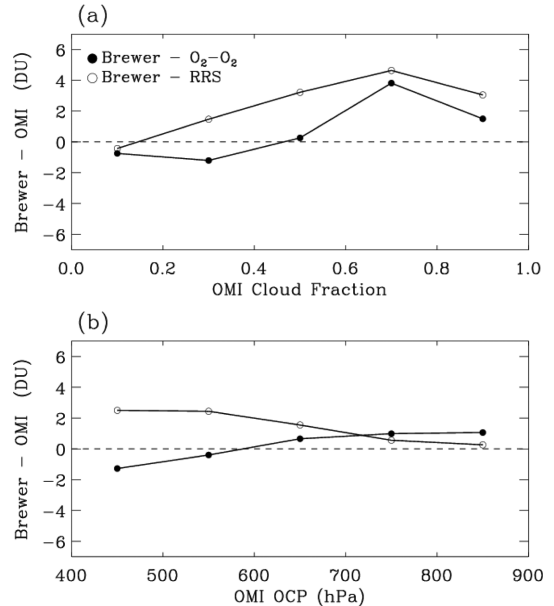 (a)
6
4
2
0
−2
−4
−6
Brewer − OMI (DU)
● Brewer − O₂−O₂
○ Brewer − RRS
0.0 0.2 0.4 0.6 0.8 1.0
OMI Cloud Fraction
(b)
6
4
2
0
−2
−4
−6
Brewer − OMI (DU)
400 500 600 700 800 900
OMI OCP (hPa)